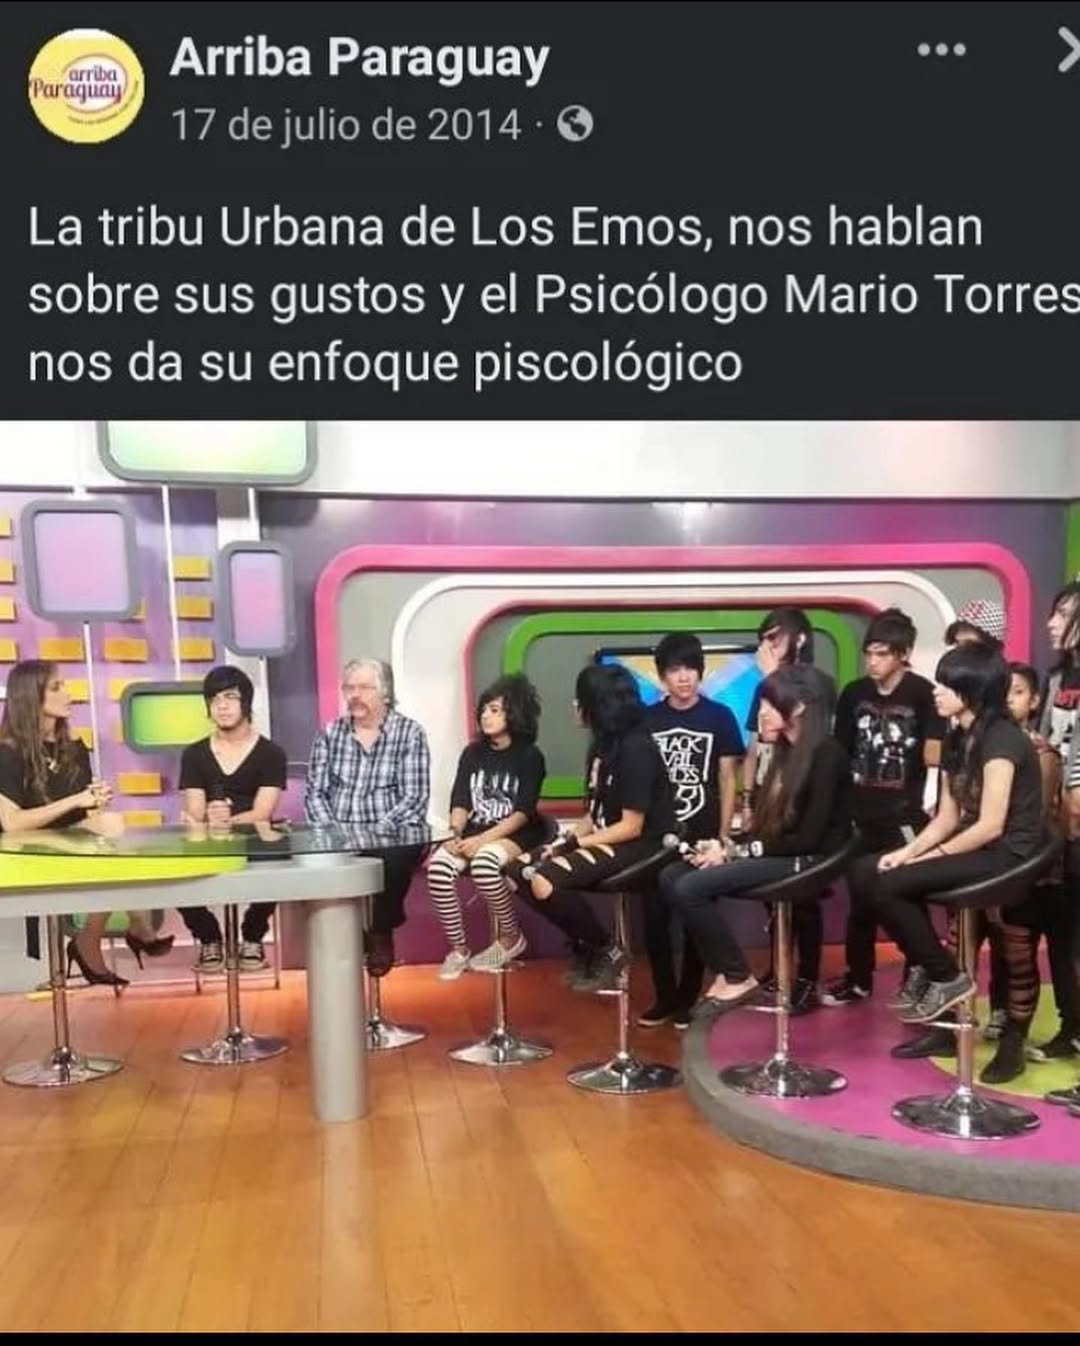 arriba
Paraguay
Arriba Paraguay
17 de julio de 2014 ·
La tribu Urbana de Los Emos, nos hablan
sobre sus gustos y el Psicólogo Mario Torres
nos da su enfoque piscológico